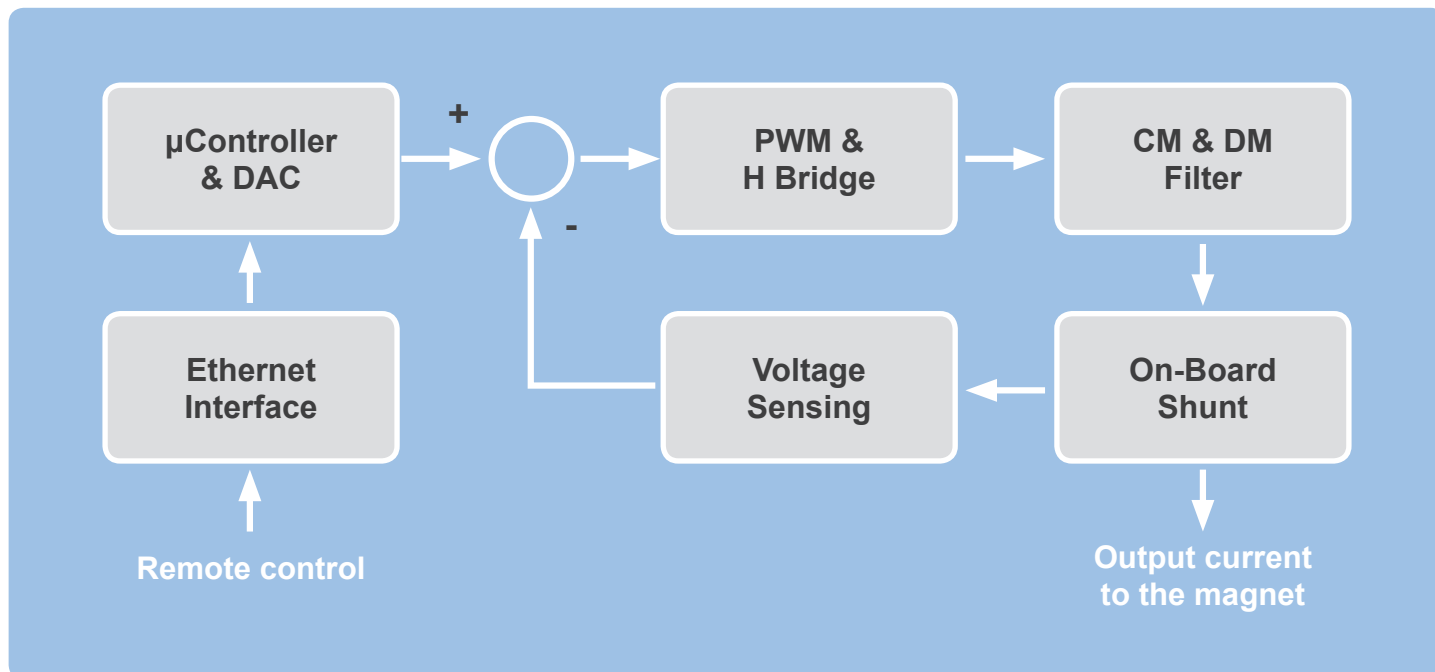 µController
& DAC
+
-
PWM &
H Bridge
CM & DM
Filter
Ethernet
Interface
Voltage
Sensing
On-Board
Shunt
Remote control
Output current
to the magnet